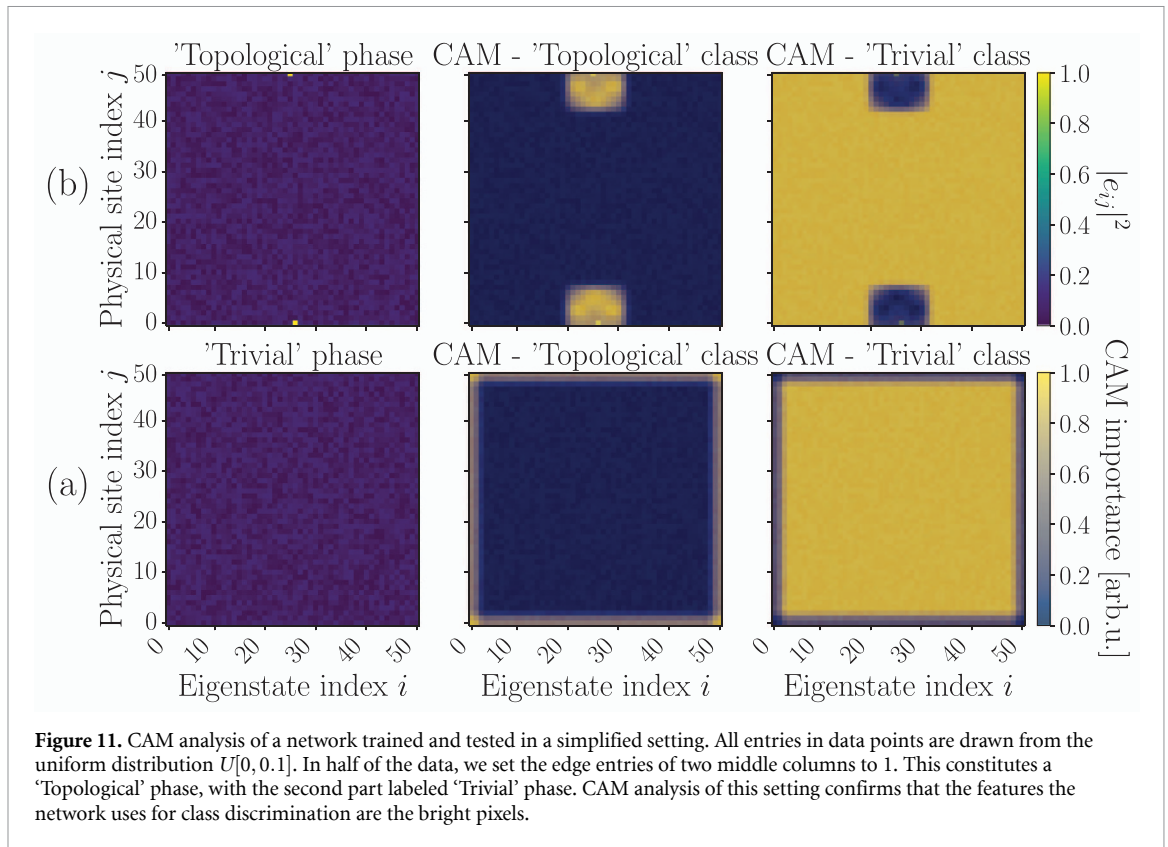 'Topological' phase
CAM - 'Topological' class
CAM - 'Trivial' class
(b)
Physical site index j
50
40
30
20
10
0
1.0
0.8
0.6
0.4
0.2
0.0
|e_{ij}|^2
'Trivial' phase
CAM - 'Topological' class
CAM - 'Trivial' class
(a)
Physical site index j
50
40
30
20
10
0
0 10 20 30 40 50
0 10 20 30 40 50
0 10 20 30 40 50
Eigenstate index i
Eigenstate index i
Eigenstate index i
1.0
0.8
0.6
0.4
0.2
0.0
CAM importance [arb.u.]
Figure 11. CAM analysis of a network trained and tested in a simplified setting. All entries in data points are drawn from the
uniform distribution U[0, 0.1]. In half of the data, we set the edge entries of two middle columns to 1. This constitutes a
‘Topological’ phase, with the second part labeled ‘Trivial’ phase. CAM analysis of this setting confirms that the features the
network uses for class discrimination are the bright pixels.